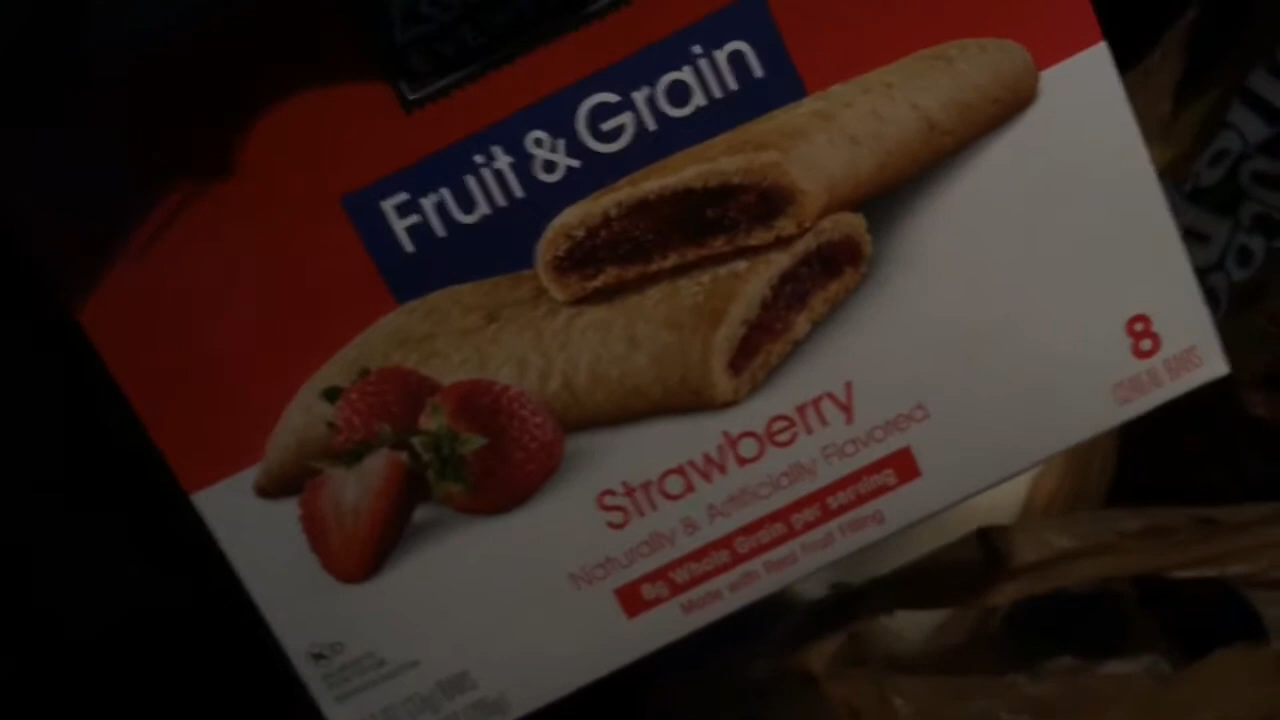 Fruit & Grain
8
Strawberry
Naturally & Artificially Flavored
8g Whole Grain per serving
Made with Real Fruit Filling